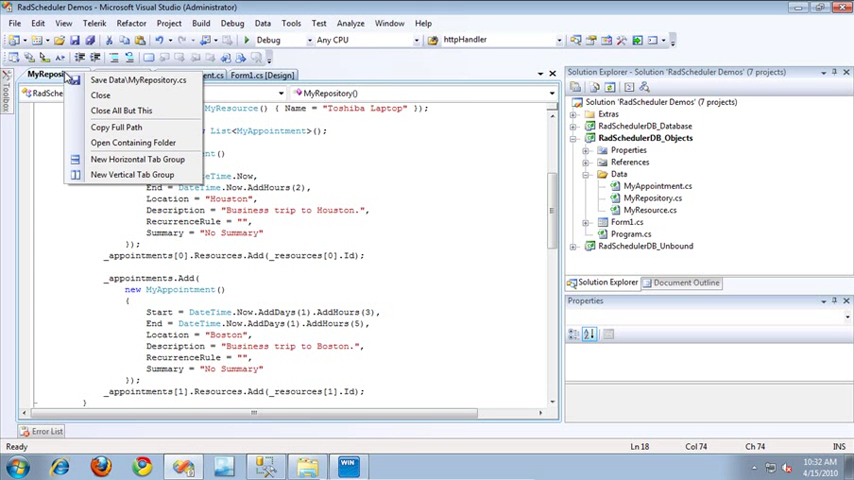 RadScheduler Demos - Microsoft Visual Studio (Administrator)
File Edit View Telerik Refactor Project Build Debug Data Tools Test Analyze Window Help
Debug Any CPU httpHandler
MyReposi ent.cs Form1.cs [Design]
Toolbox
RadSche MyRepository()
Save Data\MyRepository.cs
Close
Close All But This
Copy Full Path
Open Containing Folder
New Horizontal Tab Group
New Vertical Tab Group
MyResource() { Name = "Toshiba Laptop" });
List<MyAppointment>();
ent()
DateTime.Now,
End = DateTime.Now.AddHours(2),
Location = "Houston",
Description = "Business trip to Houston.",
RecurrenceRule = "",
Summary = "No Summary"
});
_appointments[0].Resources.Add(_resources[0].Id);
_appointments.Add(
new MyAppointment()
{
Start = DateTime.Now.AddDays(1).AddHours(3),
End = DateTime.Now.AddDays(1).AddHours(5),
Location = "Boston",
Description = "Business trip to Boston.",
RecurrenceRule = "",
Summary = "No Summary"
});
_appointments[1].Resources.Add(_resources[1].Id);
}
Solution Explorer - Solution 'RadScheduler Demos' (7 projects)
Solution 'RadScheduler Demos' (7 projects)
Extras
RadSchedulerDB_Database
RadSchedulerDB_Objects
Properties
References
Data
MyAppointment.cs
MyRepository.cs
MyResource.cs
Form1.cs
Program.cs
RadSchedulerDB_Unbound
Solution Explorer Document Outline
Properties
Error List
Ready Ln 18 Col 74 Ch 74 INS
WIN
10:32 AM
4/15/2010